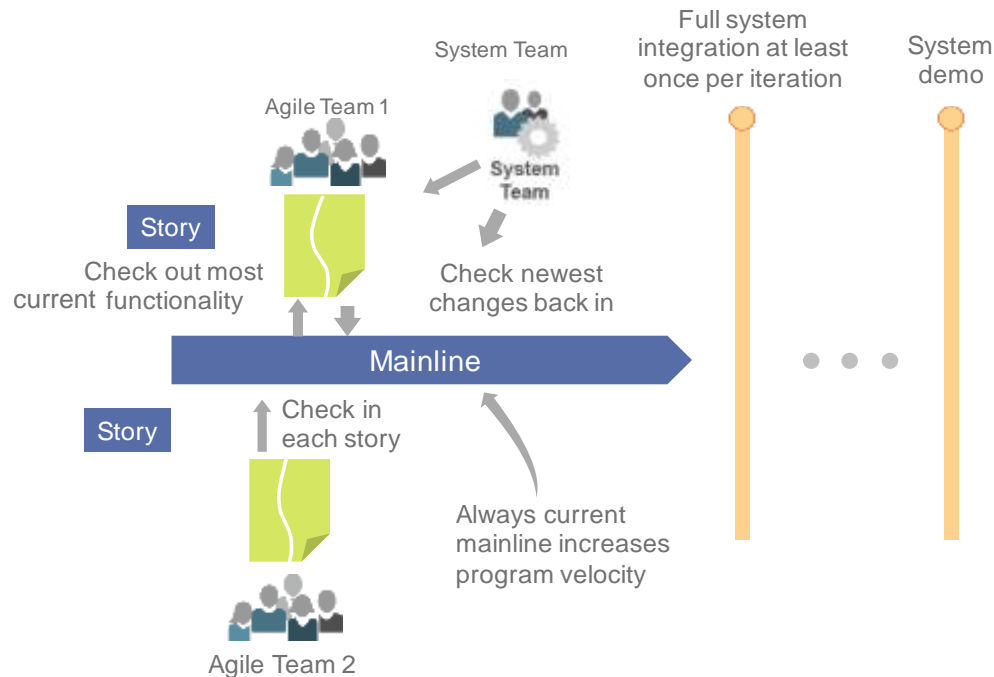 Full system
integration at least
once per iteration
System
demo
System Team
Agile Team 1
System
Team
Story
Check out most
current functionality
Check newest
changes back in
Mainline
Story
Check in
each story
Always current
mainline increases
program velocity
Agile Team 2